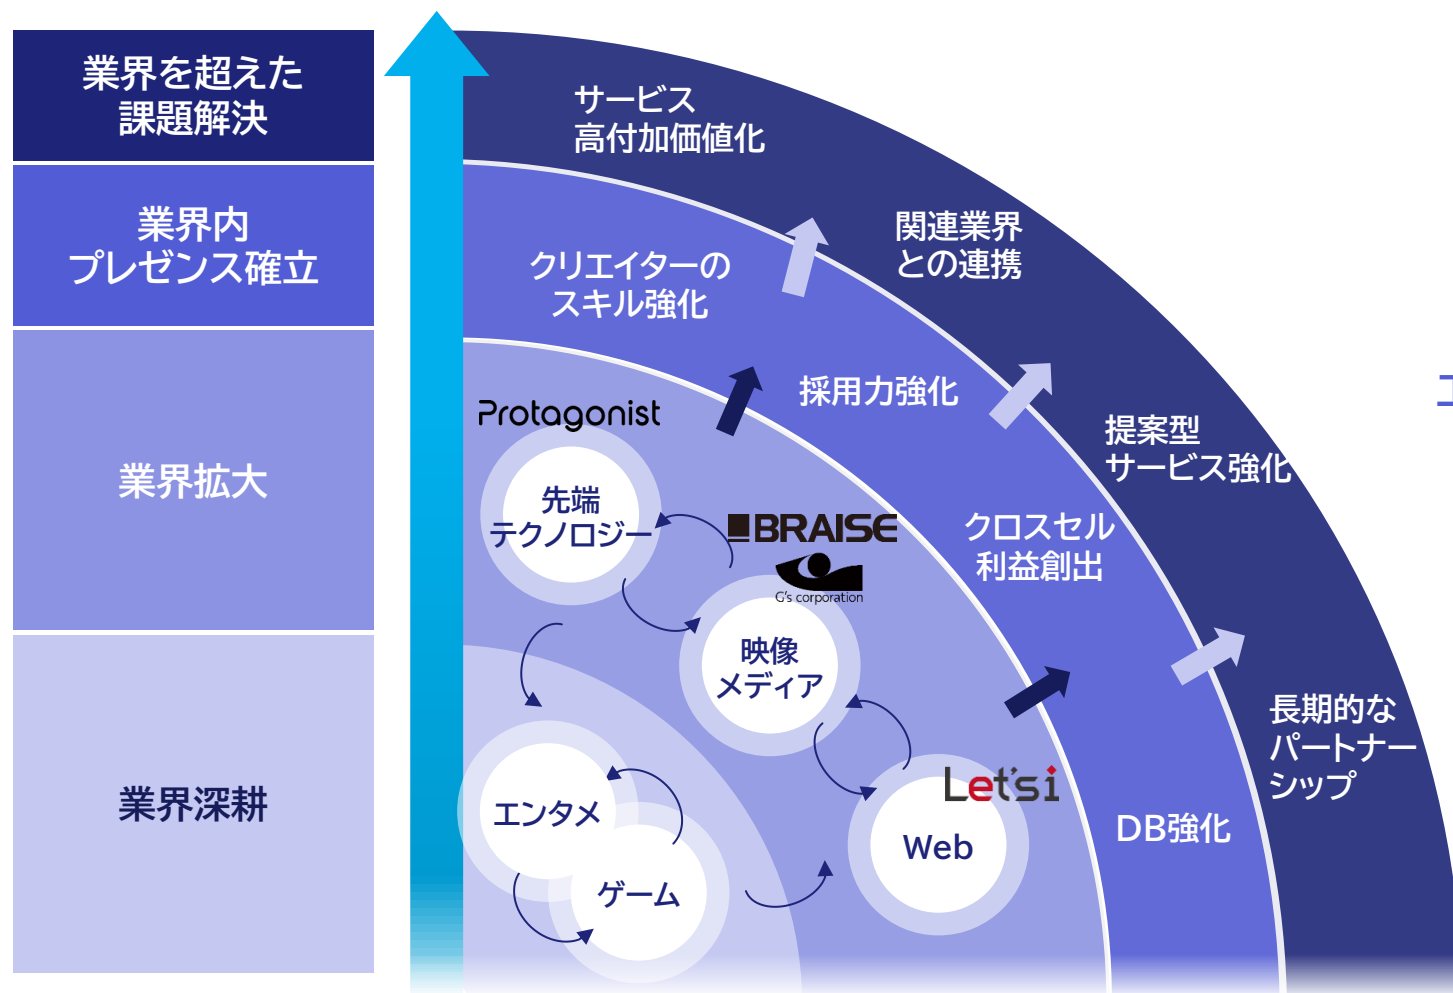 業界を超えた
課題解決
業界内
プレゼンス確立
業界拡大
業界深耕
サービス
高付加価値化
関連業界
との連携
提案型
サービス強化
長期的な
パートナー
シップ
クリエイターの
スキル強化
採用力強化
クロスセル
利益創出
DB強化
Protagonist
先端
テクノロジー
BRAISE
G's corporation
映像
メディア
Let'si
Web
エンタメ
ゲーム